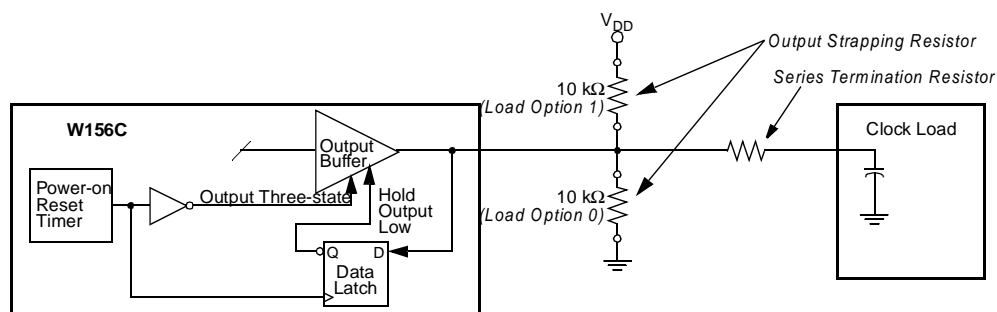 V_DD
Output Strapping Resistor
Series Termination Resistor
10 kΩ
(Load Option 1)
W156C
Clock Load
Output
Buffer
Power-on
Reset
Timer
Output Three-state
Hold
Output
Low
10 kΩ
(Load Option 0)
Q
D
Data
Latch